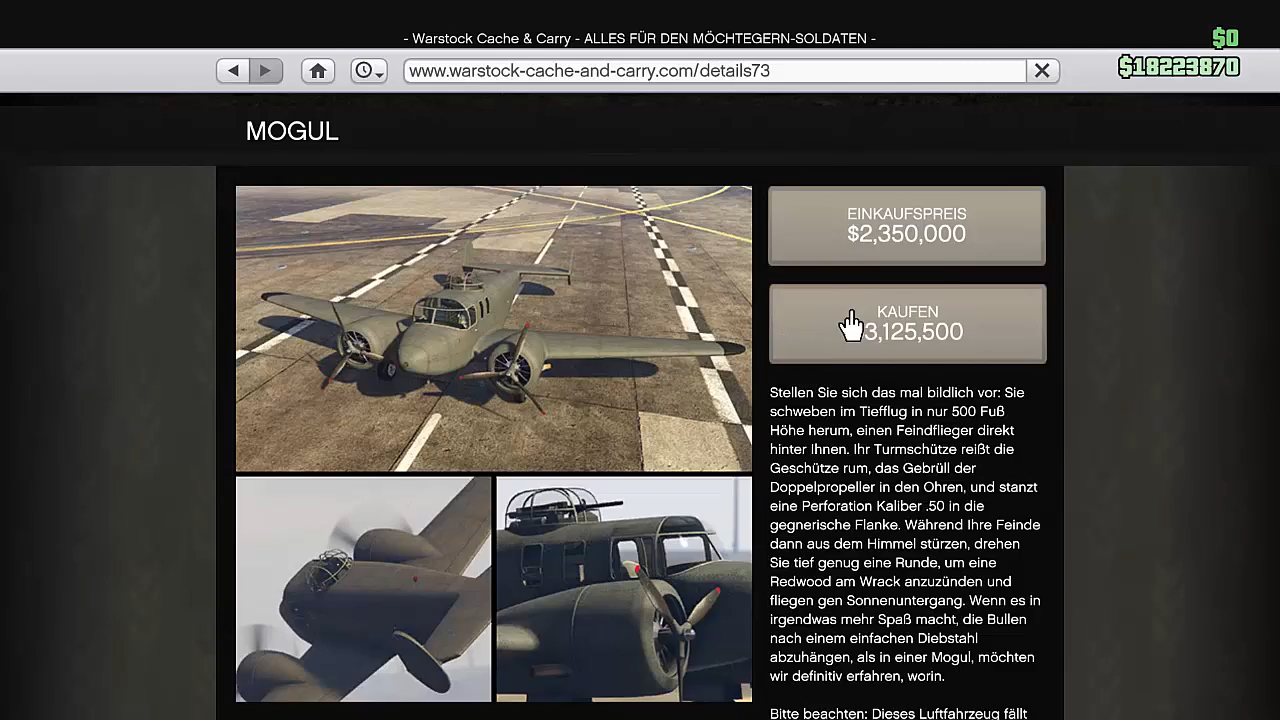 - Warstock Cache & Carry - ALLES FÜR DEN MÖCHTEGERN-SOLDATEN -
$0
www.warstock-cache-and-carry.com/details73
$18223870
MOGUL
EINKAUFSPREIS
$2,350,000
KAUFEN
3,125,500
Stellen Sie sich das mal bildlich vor: Sie
schweben im Tiefflug in nur 500 Fuß
Höhe herum, einen Feindflieger direkt
hinter Ihnen. Ihr Turmschütze reißt die
Geschütze rum, das Gebrüll der
Doppelpropeller in den Ohren, und stanzt
eine Perforation Kaliber .50 in die
gegnerische Flanke. Während Ihre Feinde
dann aus dem Himmel stürzen, drehen
Sie tief genug eine Runde, um eine
Redwood am Wrack anzuzünden und
fliegen gen Sonnenuntergang. Wenn es in
irgendwas mehr Spaß macht, die Bullen
nach einem einfachen Diebstahl
abzuhängen, als in einer Mogul, möchten
wir definitiv erfahren, worin.
Bitte beachten: Dieses Luftfahrzeug fällt